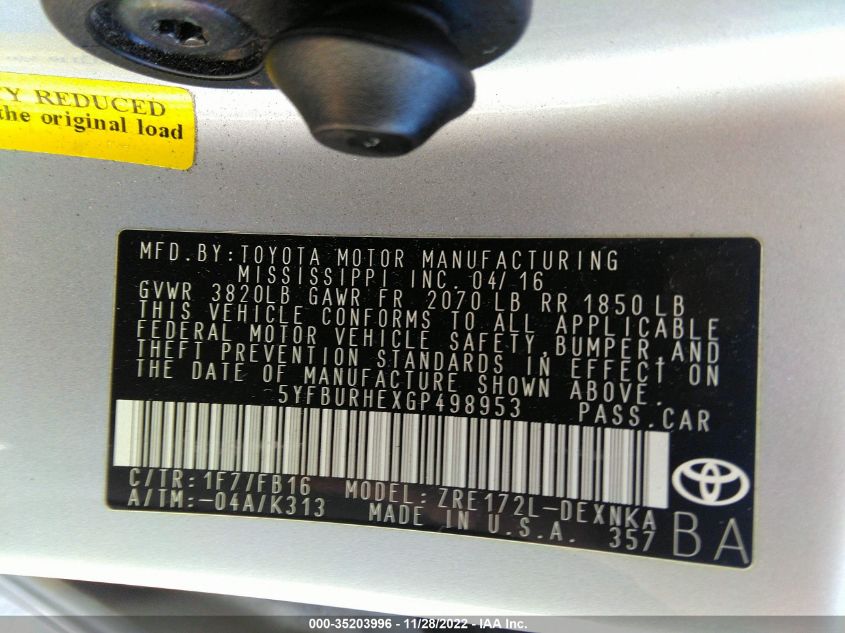 Y REDUCED
the original load
MFD.BY:TOYOTA MOTOR MANUFACTURING
MISSISSIPPI INC. 04/16
GVWR 3820LB GAWR FR 2070 LB RR 1850 LB
THIS VEHICLE CONFORMS TO ALL APPLICABLE
FEDERAL MOTOR VEHICLE SAFETY, BUMPER, AND
THEFT PREVENTION STANDARDS IN EFFECT ON
THE DATE OF MANUFACTURE SHOWN ABOVE.
5YFBURHEXGP498953 PASS.CAR
C/TR: 1F7/FB16 MODEL: ZRE172L-DEXNKA
A/TM:-04A/K313 MADE IN U.S.A. 357
BA
000-35203996 - 11/28/2022 - IAA Inc.